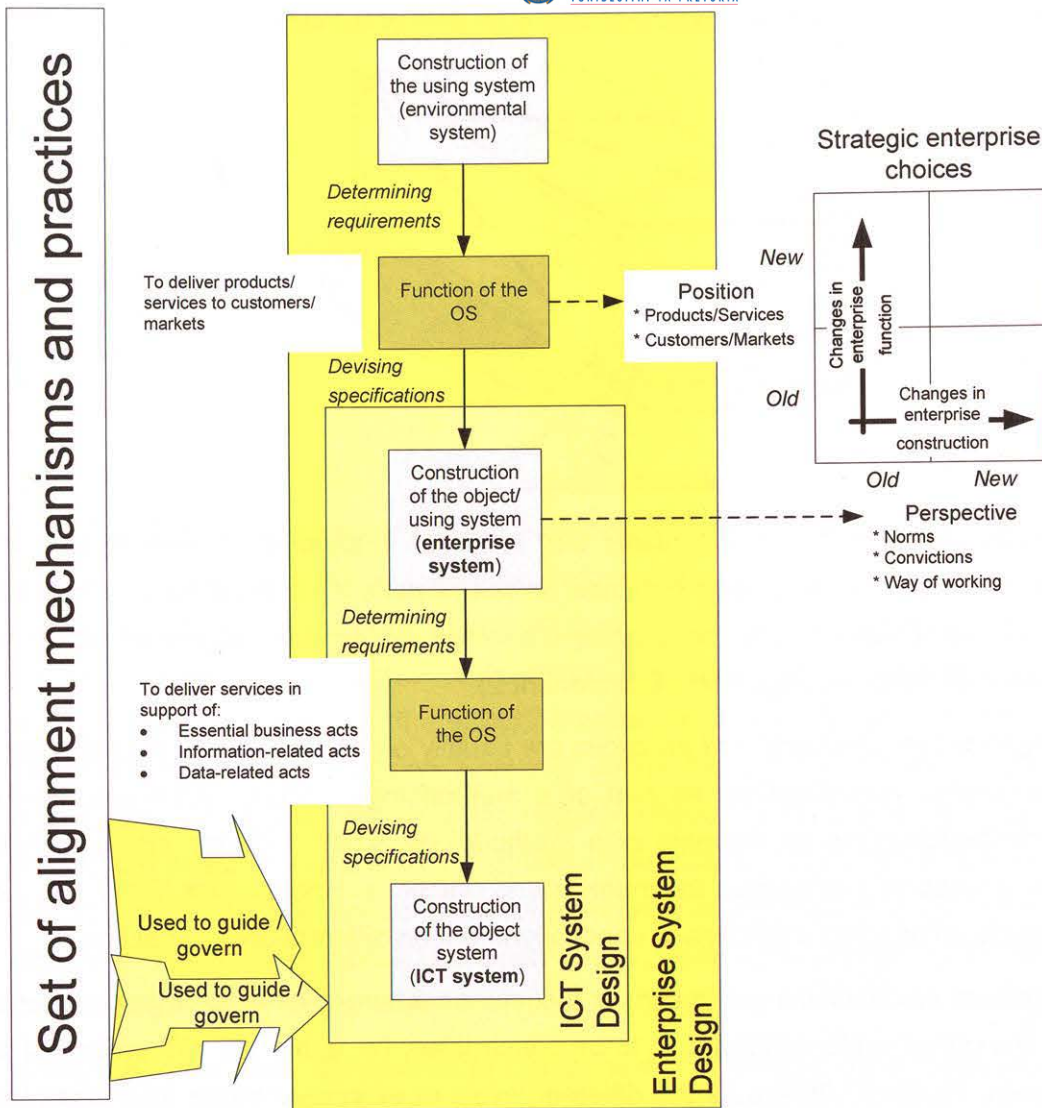 Set of alignment mechanisms and practices
Construction of
the using system
(environmental
system)
Determining
requirements
To deliver products/
services to customers/
markets
Function of the
OS
Position
* Products/Services
* Customers/Markets
Devising
specifications
Construction
of the object/
using system
(enterprise
system)
Determining
requirements
To deliver services in
support of:
● Essential business acts
● Information-related acts
● Data-related acts
Function of
the OS
Devising
specifications
Construction
of the object
system
(ICT system)
Used to guide /
govern
Used to guide /
govern
ICT System
Design
Enterprise System
Design
Strategic enterprise
choices
New
Old
Changes in
enterprise
function
Changes in
enterprise
construction
Old New
Perspective
* Norms
* Convictions
* Way of working